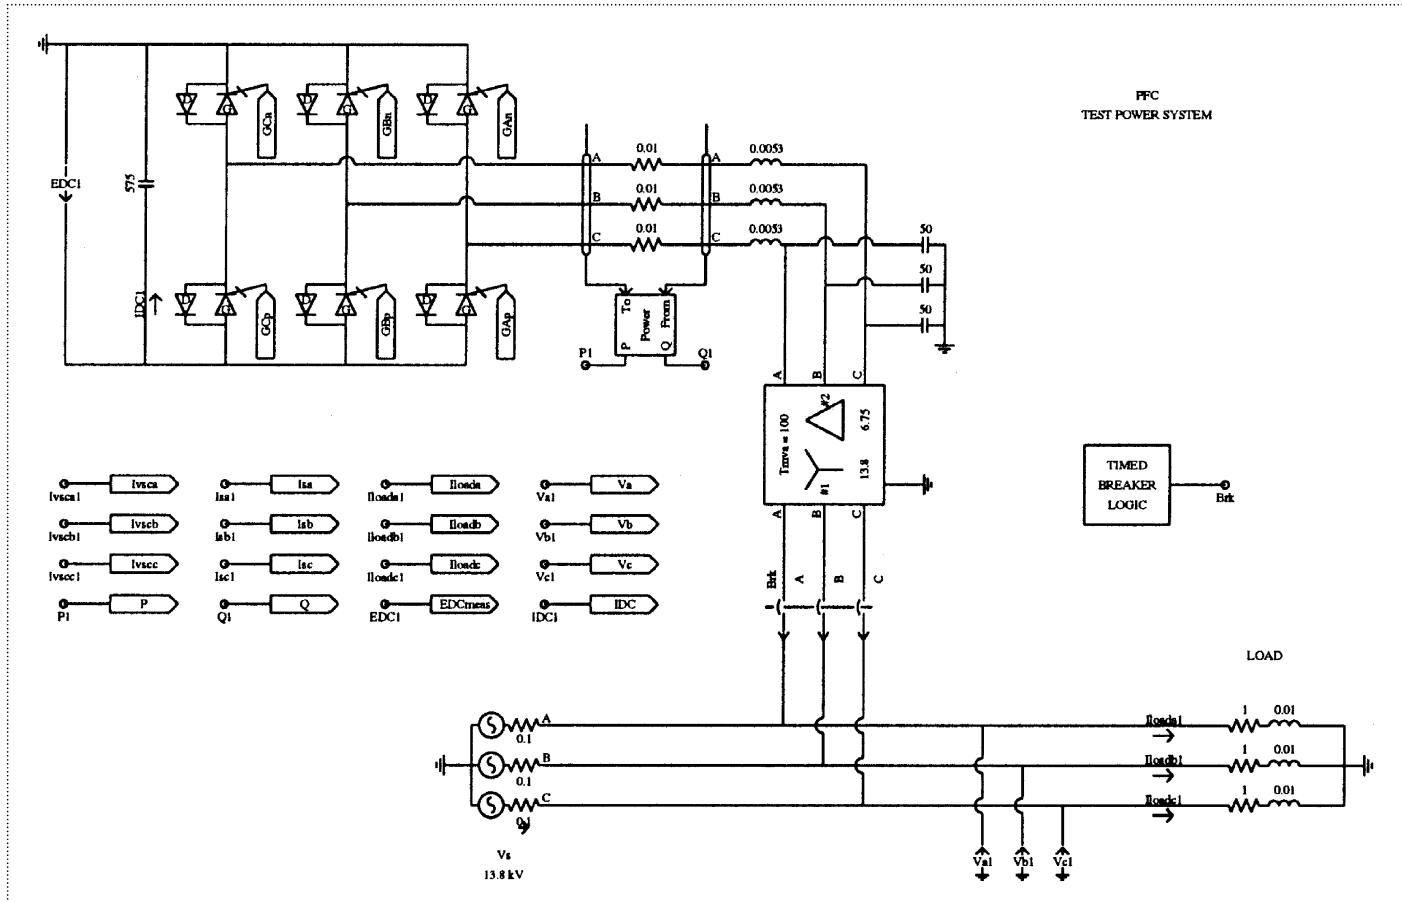 PFC
TEST POWER SYSTEM
D G GCn
D G GBn
D G GAn
EDC1
575
IDC1
D G GCp
D G GBp
D G GAp
A 0.01 A 0.0053
B 0.01 B 0.0053
C 0.01 C 0.0053
50
50
50
To From
Power
P Q
P1 Q1
A B C
#2
Tmva = 100
6.75
13.8
#1
A B C
TIMED
BREAKER
LOGIC
Brk
Ivsca1 Ivsca
Isa1 Isa
Iloada1 Iloada
Va1 Va
Ivscb1 Ivscb
Isb1 Isb
Iloadb1 Iloadb
Vb1 Vb
Ivscc1 Ivscc
Isc1 Isc
Iloadc1 Iloadc
Vc1 Vc
P1 P
Q1 Q
EDC1 EDCmeas
IDC1 IDC
Brk A B C
LOAD
A 0.1
B 0.1
C 0.1
Iloada1 1 0.01
Iloadb1 1 0.01
Iloadc1 1 0.01
Va1 Vb1 Vc1
Vs
13.8 kV